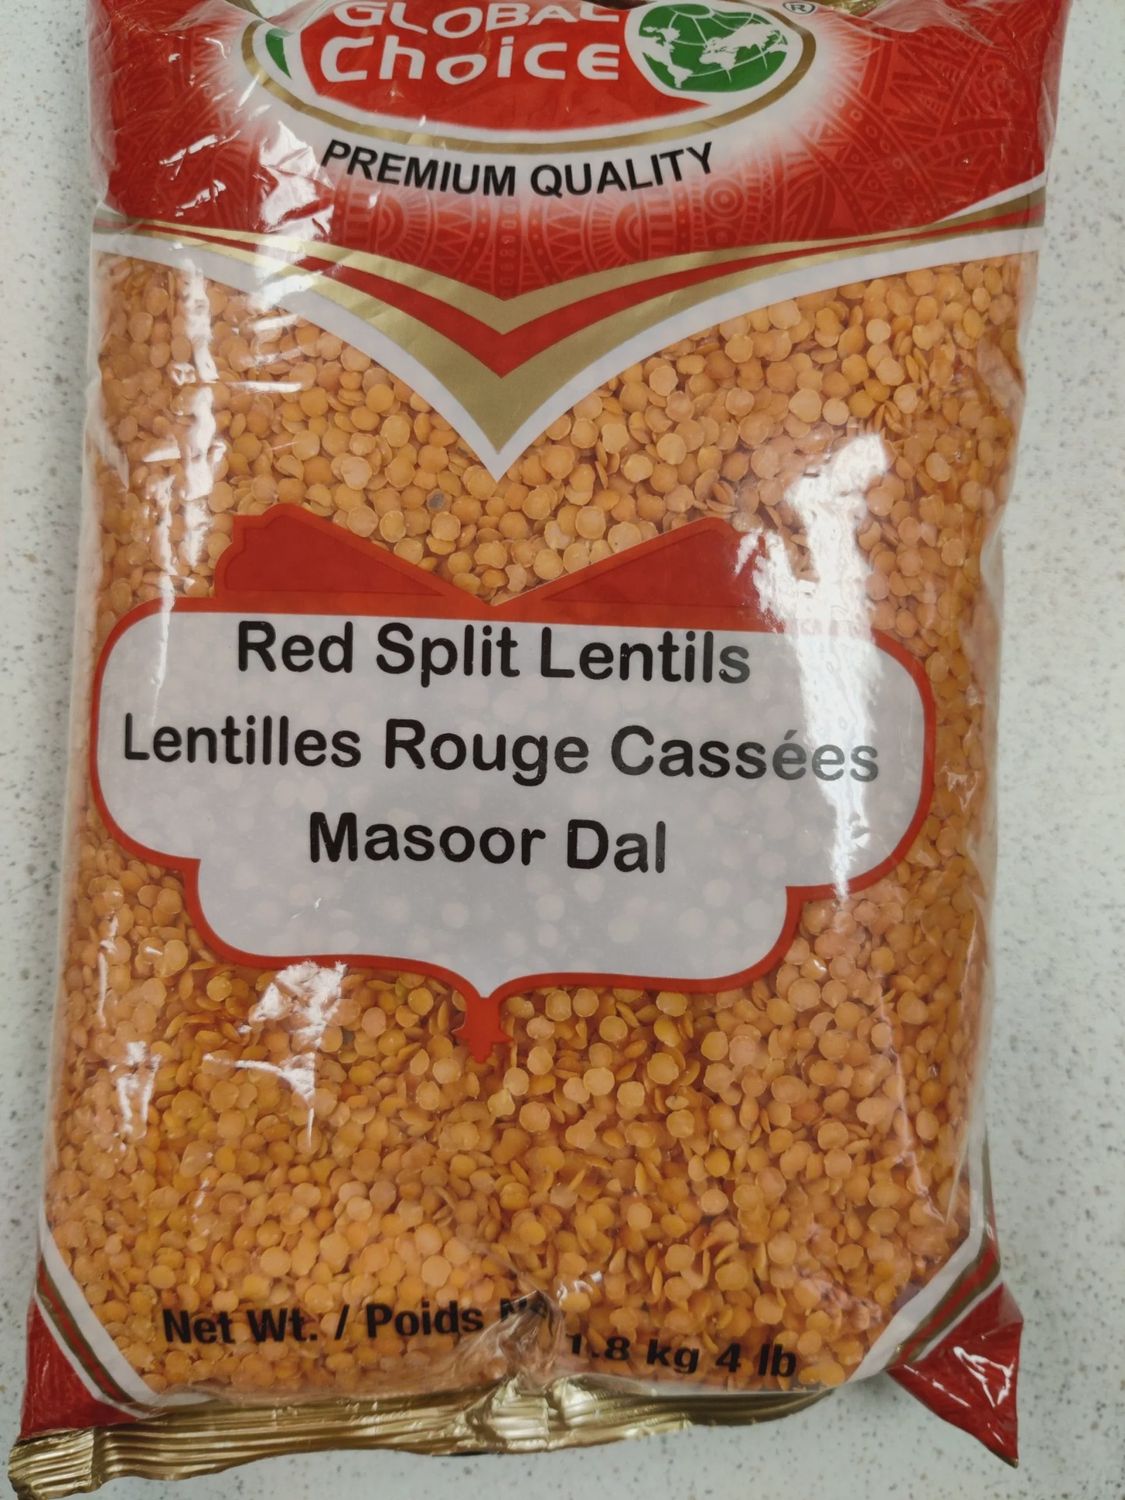 GLOBAL
Choice
®
PREMIUM QUALITY
Red Split Lentils
Lentilles Rouge Cassées
Masoor Dal
Net Wt. / Poids 1.8 kg 4 lb